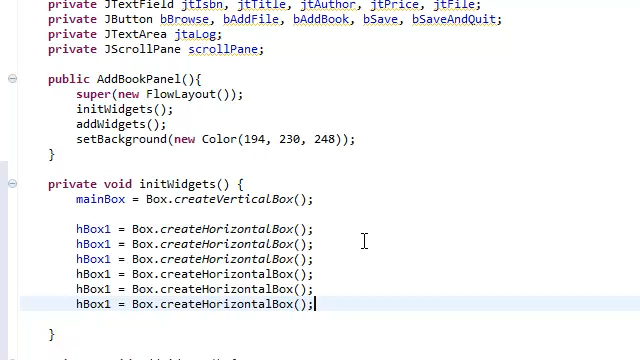 private JTextField jtIsbn, jtTitle, jtAuthor, jtPrice, jtFile;
private JButton bBrowse, bAddFile, bAddBook, bSave, bSaveAndQuit;
private JTextArea jtaLog;
private JScrollPane scrollPane;
public AddBookPanel(){
super(new FlowLayout());
initWidgets();
addWidgets();
setBackground(new Color(194, 230, 248));
}
private void initWidgets() {
mainBox = Box.createVerticalBox();
hBox1 = Box.createHorizontalBox();
hBox1 = Box.createHorizontalBox();
hBox1 = Box.createHorizontalBox();
hBox1 = Box.createHorizontalBox();
hBox1 = Box.createHorizontalBox();
hBox1 = Box.createHorizontalBox();
}